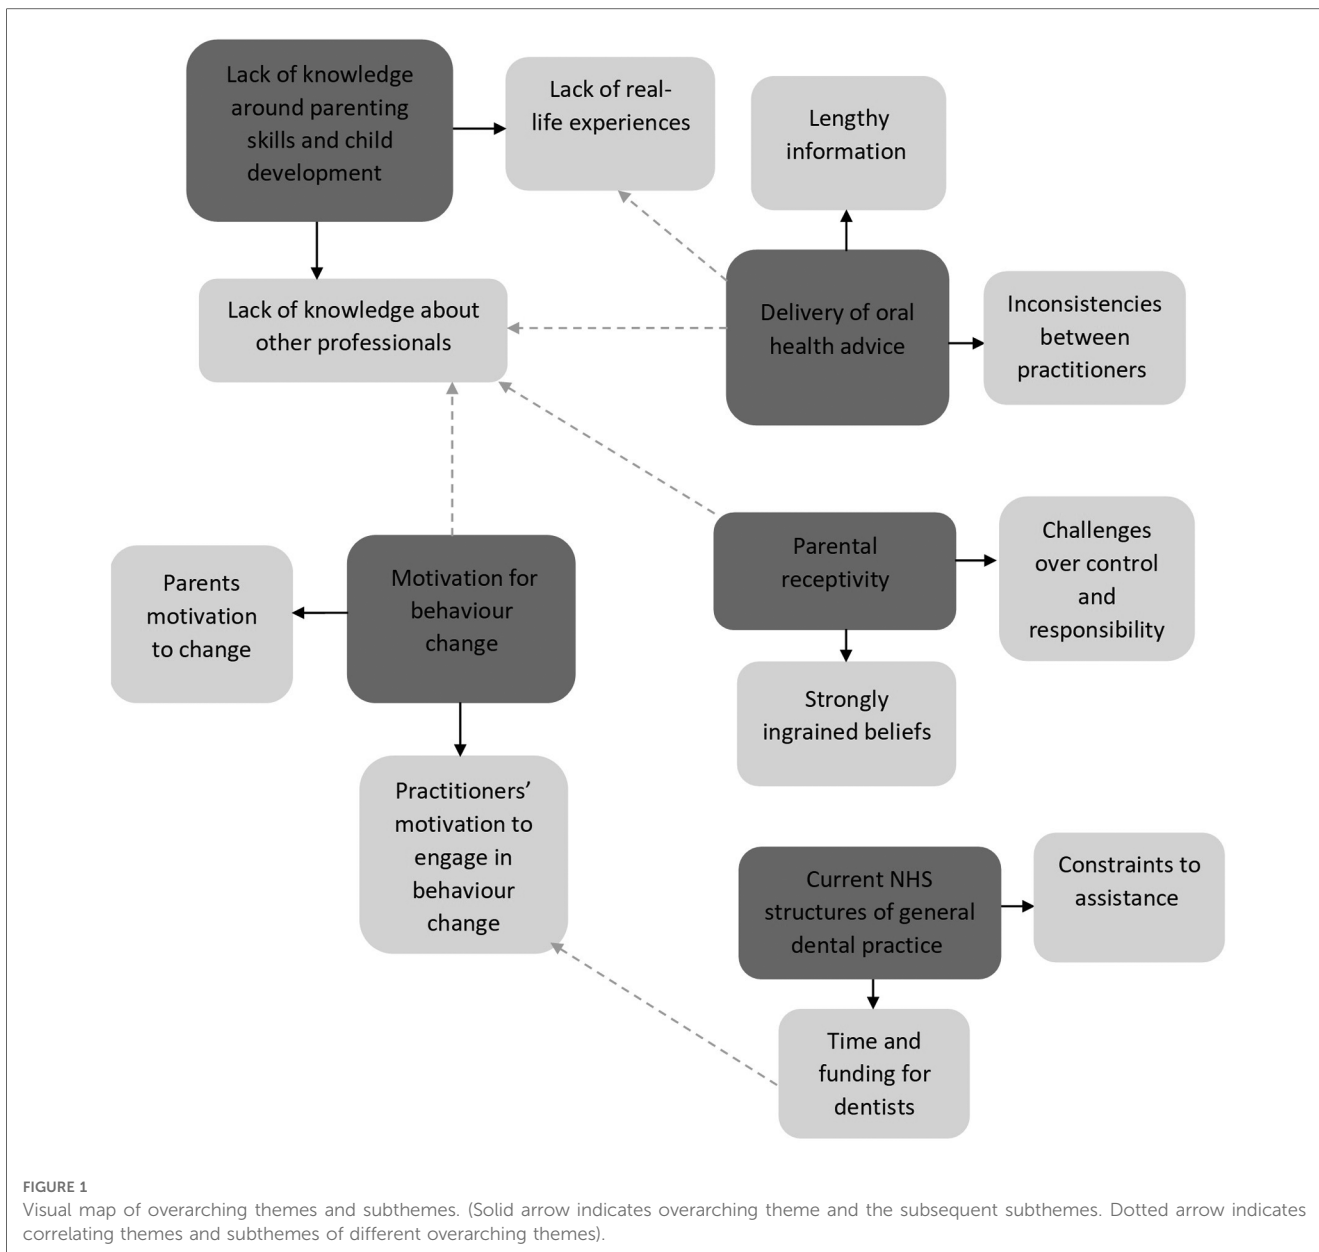 Lack of knowledge
around parenting
skills and child
development
Lack of real-
life experiences
Lengthy
information
Lack of knowledge about
other professionals
Delivery of oral
health advice
Inconsistencies
between
practitioners
Parental
receptivity
Challenges
over control
and
responsibility
Parents
motivation
to change
Motivation for
behaviour
change
Strongly
ingrained beliefs
Practitioners’
motivation to
engage in
behaviour
change
Current NHS
structures of general
dental practice
Constraints to
assistance
Time and
funding for
dentists
FIGURE 1
Visual map of overarching themes and subthemes. (Solid arrow indicates overarching theme and the subsequent subthemes. Dotted arrow indicates
correlating themes and subthemes of different overarching themes).